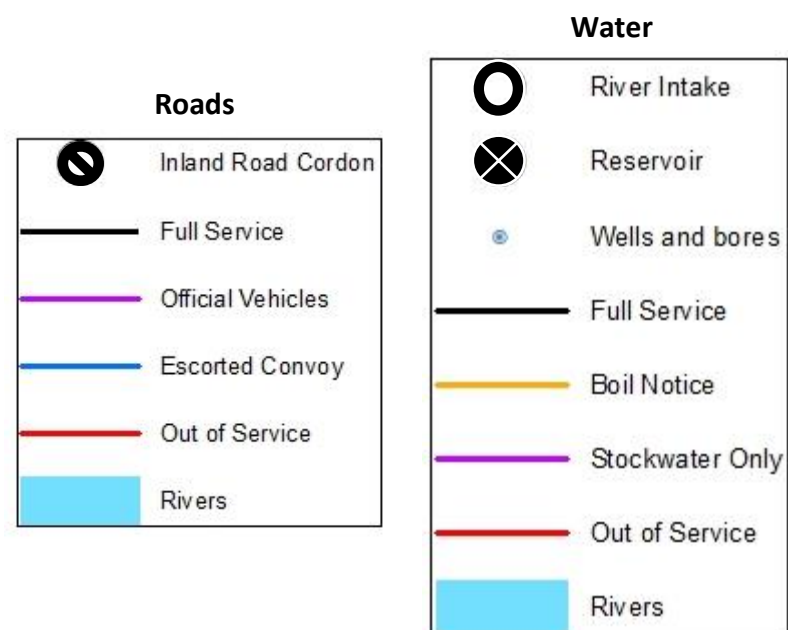 Roads
Inland Road Cordon
Full Service
Official Vehicles
Escorted Convoy
Out of Service
Rivers
Water
River Intake
Reservoir
Wells and bores
Full Service
Boil Notice
Stockwater Only
Out of Service
Rivers